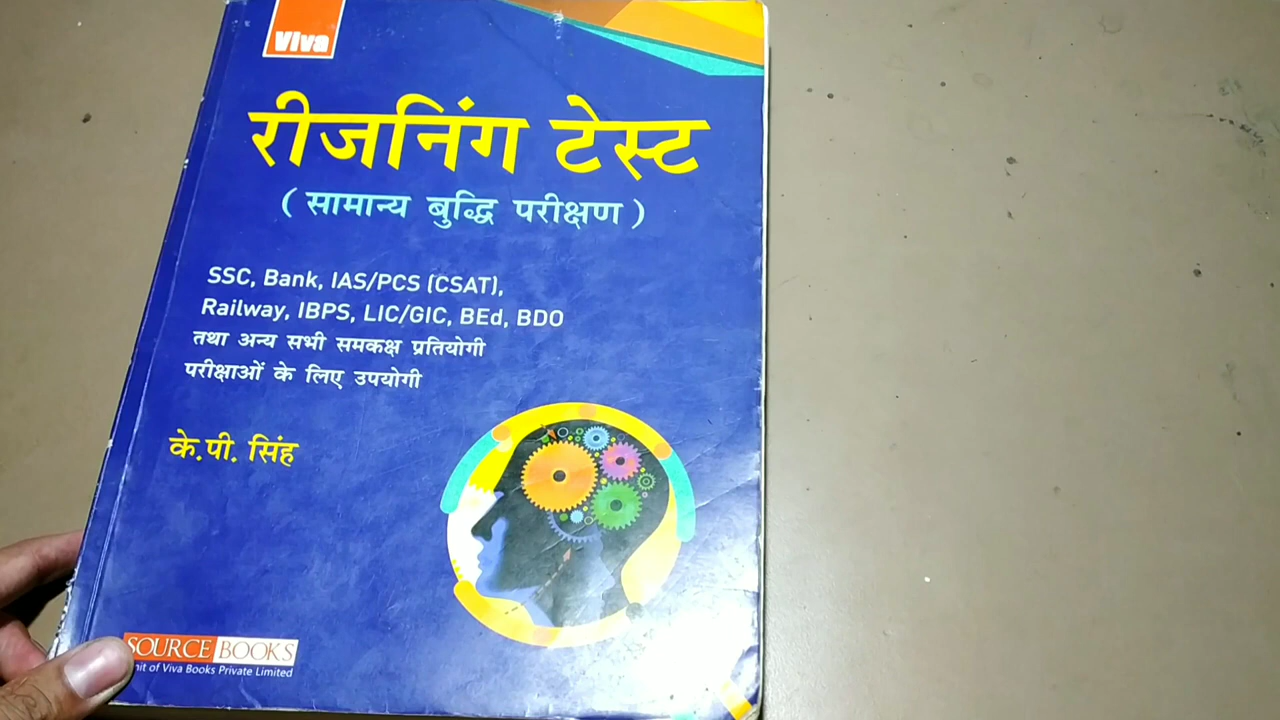 Viva
रीजनिंग टेस्ट
( सामान्य बुद्धि परीक्षण )
SSC, Bank, IAS/PCS (CSAT),
Railway, IBPS, LIC/GIC, BEd, BDO
तथा अन्य सभी समकक्ष प्रतियोगी
परीक्षाओं के लिए उपयोगी
के.पी. सिंह
SOURCE BOOKS
of Viva Books Private Limited